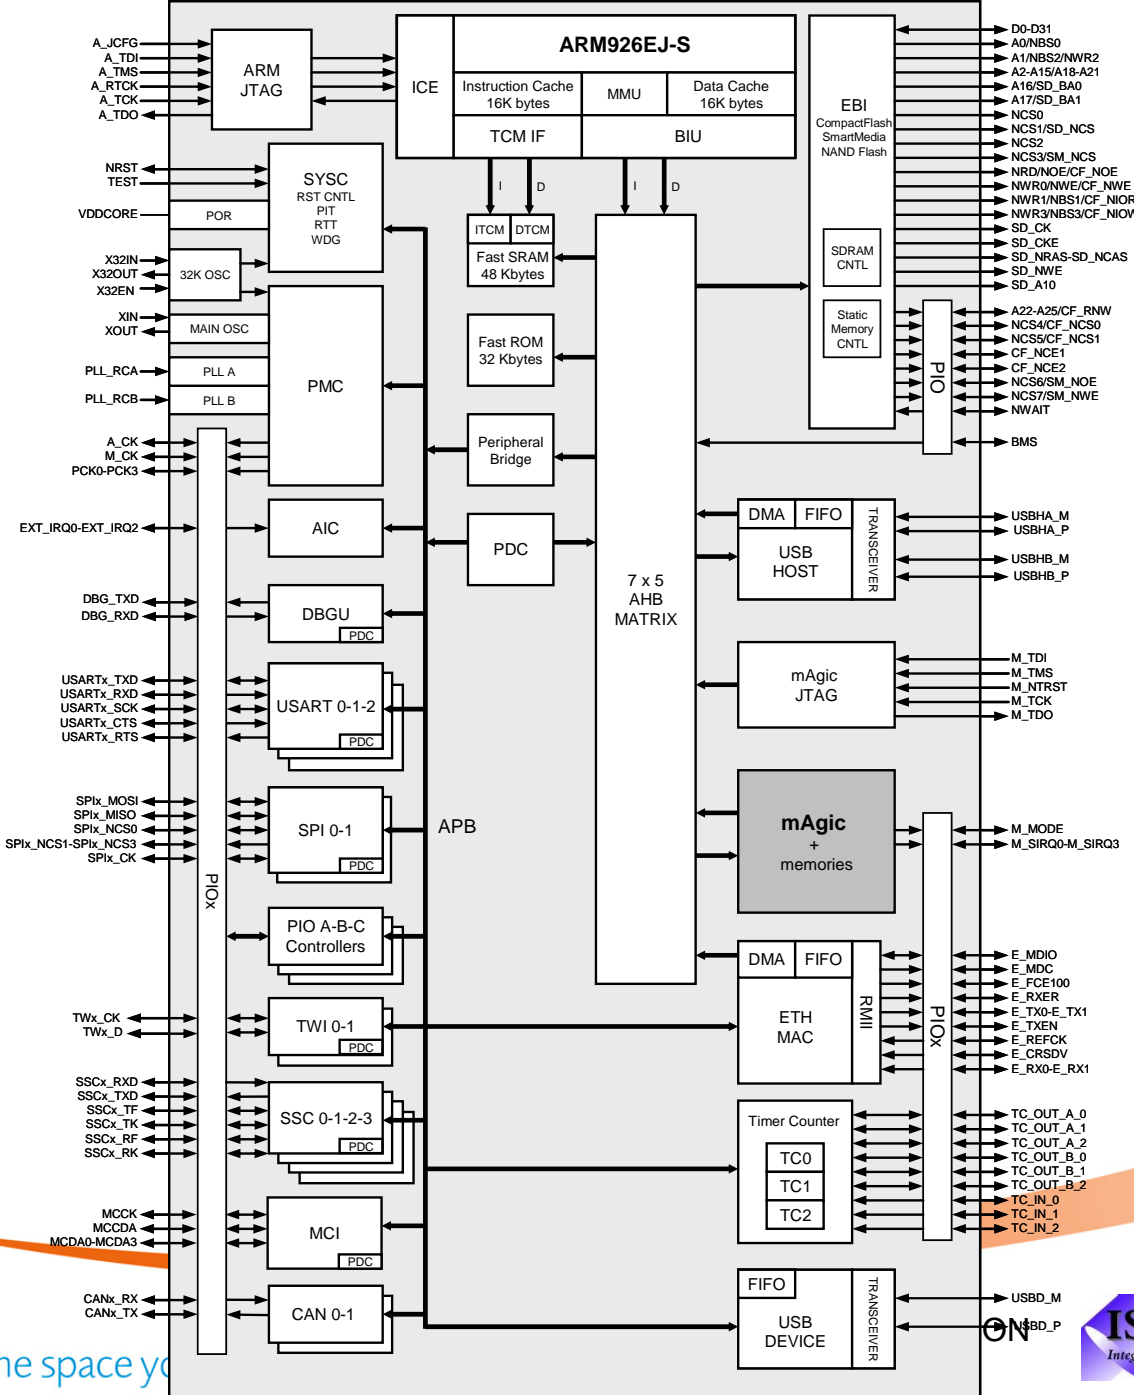 A_JCFG
A_TDI
A_TMS
A_RTCK
A_TCK
A_TDO
ARM
JTAG
ICE
ARM926EJ-S
Instruction Cache
16K bytes
MMU
Data Cache
16K bytes
TCM IF
BIU
I
D
I
D
EBI
CompactFlash
SmartMedia
NAND Flash
SDRAM
CNTL
Static
Memory
CNTL
D0-D31
A0/NBS0
A1/NBS2/NWR2
A2-A15/A18-A21
A16/SD_BA0
A17/SD_BA1
NCS0
NCS1/SD_NCS
NCS2
NCS3/SM_NCS
NRD/NOE/CF_NOE
NWR0/NWE/CF_NWE
NWR1/NBS1/CF_NIOR
NWR3/NBS3/CF_NIOW
SD_CK
SD_CKE
SD_NRAS-SD_NCAS
SD_NWE
SD_A10
PIO
A22-A25/CF_RNW
NCS4/CF_NCS0
NCS5/CF_NCS1
CF_NCE1
CF_NCE2
NCS6/SM_NOE
NCS7/SM_NWE
NWAIT
BMS
NRST
TEST
VDDCORE
SYSC
RST CNTL
PIT
RTT
WDG
POR
X32IN
X32OUT
X32EN
32K OSC
XIN
XOUT
MAIN OSC
PLL_RCA
PLL A
PLL_RCB
PLL B
PMC
A_CK
M_CK
PCK0-PCK3
ITCM
DTCM
Fast SRAM
48 Kbytes
Fast ROM
32 Kbytes
Peripheral
Bridge
PDC
7 x 5
AHB
MATRIX
EXT_IRQ0-EXT_IRQ2
AIC
DBG_TXD
DBG_RXD
DBGU
PDC
USARTx_TXD
USARTx_RXD
USARTx_SCK
USARTx_CTS
USARTx_RTS
USART 0-1-2
PDC
SPIx_MOSI
SPIx_MISO
SPIx_NCS0
SPIx_NCS1-SPIx_NCS3
SPIx_CK
SPI 0-1
PDC
APB
PIOx
PIO A-B-C
Controllers
TWx_CK
TWx_D
TWI 0-1
PDC
SSCx_RXD
SSCx_TXD
SSCx_TF
SSCx_TK
SSCx_RF
SSCx_RK
SSC 0-1-2-3
PDC
MCCK
MCCDA
MCDA0-MCDA3
MCI
PDC
CANx_RX
CANx_TX
CAN 0-1
DMA
FIFO
USB
HOST
TRANSCEIVER
USBHA_M
USBHA_P
USBHB_M
USBHB_P
mAgic
JTAG
M_TDI
M_TMS
M_NTRST
M_TCK
M_TDO
mAgic
+
memories
M_MODE
M_SIRQ0-M_SIRQ3
DMA
FIFO
ETH
MAC
RMII
PIOx
E_MDIO
E_MDC
E_FCE100
E_RXER
E_TX0-E_TX1
E_TXEN
E_REFCK
E_CRSDV
E_RX0-E_RX1
Timer Counter
TC0
TC1
TC2
TC_OUT_A_0
TC_OUT_A_1
TC_OUT_A_2
TC_OUT_B_0
TC_OUT_B_1
TC_OUT_B_2
TC_IN_0
TC_IN_1
TC_IN_2
FIFO
USB
DEVICE
TRANSCEIVER
USBD_M
USBD_P
ON
IS
Integ
he space yo